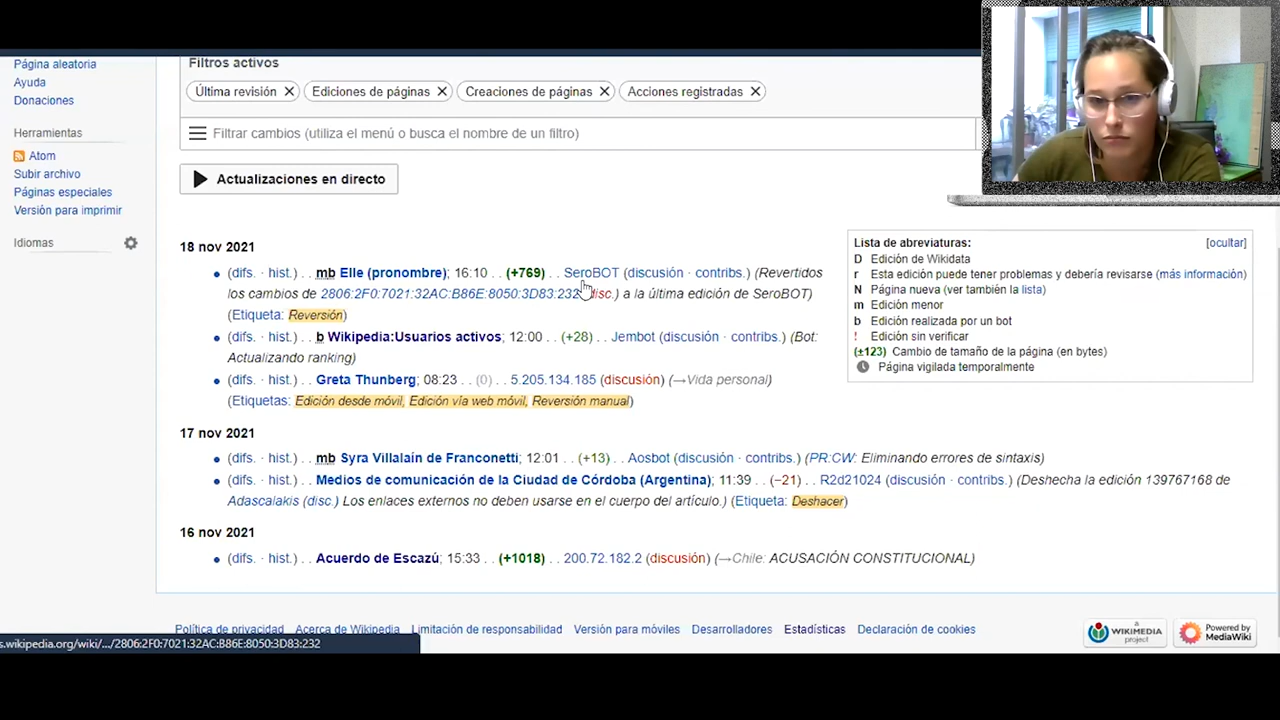 Página aleatoria
Ayuda
Donaciones
Herramientas
Atom
Subir archivo
Páginas especiales
Versión para imprimir
Idiomas
Filtros activos
Última revisión ✕ Ediciones de páginas ✕ Creaciones de páginas ✕ Acciones registradas ✕
Filtrar cambios (utiliza el menú o busca el nombre de un filtro)
Actualizaciones en directo
18 nov 2021
(difs. · hist.) . . mb Elle (pronombre); 16:10 . . (+769) . . SeroBOT (discusión · contribs.) (Revertidos
los cambios de 2806:2F0:7021:32AC:B86E:8050:3D83:232 disc.) a la última edición de SeroBOT)
(Etiqueta: Reversión)
(difs. · hist.) . . b Wikipedia:Usuarios activos; 12:00 . . (+28) . . Jembot (discusión · contribs.) (Bot:
Actualizando ranking)
(difs. · hist.) . . Greta Thunberg; 08:23 . . (0) . . 5.205.134.185 (discusión) (→Vida personal)
(Etiquetas: Edición desde móvil, Edición vía web móvil, Reversión manual)
17 nov 2021
(difs. · hist.) . . mb Syra Villalaín de Franconetti; 12:01 . . (+13) . . Aosbot (discusión · contribs.) (PR:CW: Eliminando errores de sintaxis)
(difs. · hist.) . . Medios de comunicación de la Ciudad de Córdoba (Argentina); 11:39 . . (−21) . . R2d21024 (discusión · contribs.) (Deshecha la edición 139767168 de
Adascalakis (disc.) Los enlaces externos no deben usarse en el cuerpo del artículo.) (Etiqueta: Deshacer)
16 nov 2021
(difs. · hist.) . . Acuerdo de Escazú; 15:33 . . (+1018) . . 200.72.182.2 (discusión) (→Chile: ACUSACIÓN CONSTITUCIONAL)
Lista de abreviaturas: [ocultar]
D Edición de Wikidata
r Esta edición puede tener problemas y debería revisarse (más información)
N Página nueva (ver también la lista)
m Edición menor
b Edición realizada por un bot
! Edición sin verificar
(±123) Cambio de tamaño de la página (en bytes)
Página vigilada temporalmente
Política de privacidad Acerca de Wikipedia Limitación de responsabilidad Versión para móviles Desarrolladores Estadísticas Declaración de cookies
a WIKIMEDIA project
Powered by MediaWiki
s.wikipedia.org/wiki/.../2806:2F0:7021:32AC:B86E:8050:3D83:232